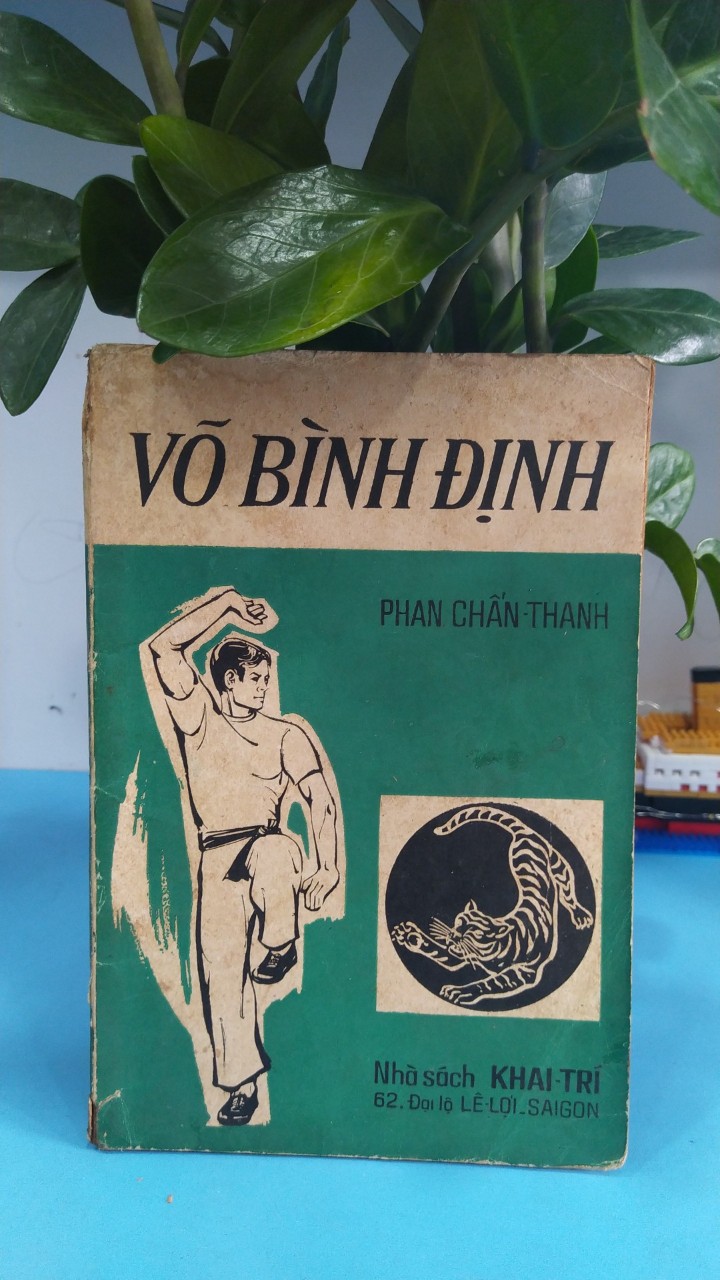 VÕ BÌNH ĐỊNH
PHAN CHẤN-THANH
Nhà sách KHAI-TRÍ
62. Đại lộ LÊ-LỢI_SAIGON